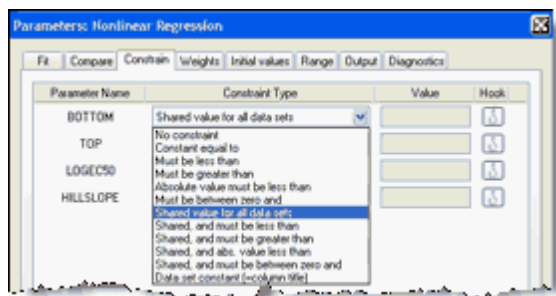 Parameters: Nonlinear Regression
Fit Compare Constrain Weights Initial values Range Output Diagnostics
Parameter Name Constraint Type Value Hook
BOTTOM Shared value for all data sets
TOP
LOGEC50
HILLSLOPE
No constraint
Constant equal to
Must be less than
Must be greater than
Absolute value must be less than
Must be between zero and
Shared value for all data sets
Shared, and must be less than
Shared, and must be greater than
Shared, and abs. value less than
Shared, and must be between zero and
Data set constant (=column title)